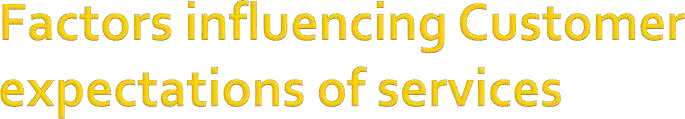 Factors influencing Customer
expectations of services